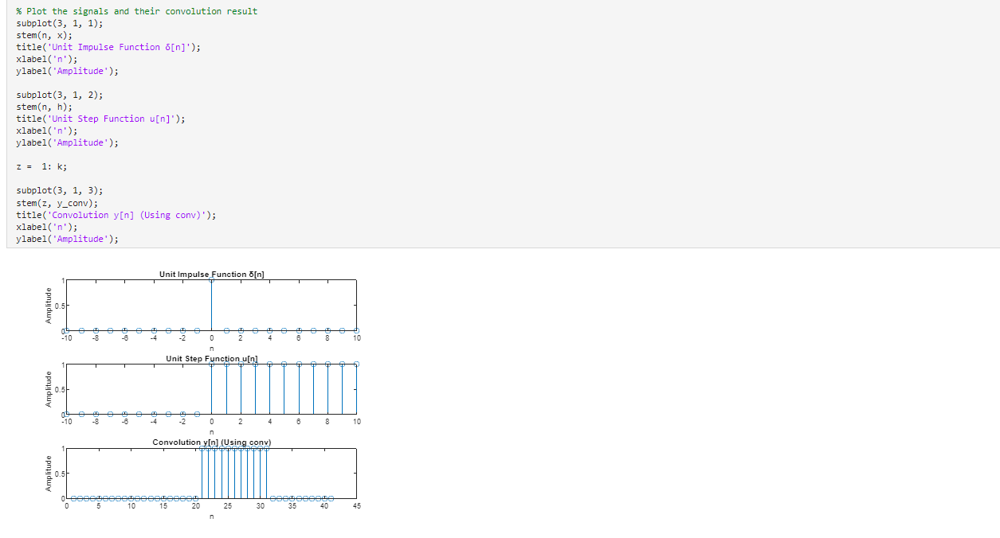 % Plot the signals and their convolution result
subplot(3, 1, 1);
stem(n, x);
title('Unit Impulse Function δ[n]');
xlabel('n');
ylabel('Amplitude');
subplot(3, 1, 2);
stem(n, h);
title('Unit Step Function u[n]');
xlabel('n');
ylabel('Amplitude');
z =  1: k;
subplot(3, 1, 3);
stem(z, y_conv);
title('Convolution y[n] (Using conv)');
xlabel('n');
ylabel('Amplitude');
Unit Impulse Function δ[n]
1
0.5
0
Amplitude
-10 -8 -6 -4 -2 0 2 4 6 8 10
n
Unit Step Function u[n]
1
0.5
0
Amplitude
-10 -8 -6 -4 -2 0 2 4 6 8 10
n
Convolution y[n] (Using conv)
1
0.5
0
Amplitude
0 5 10 15 20 25 30 35 40 45
n